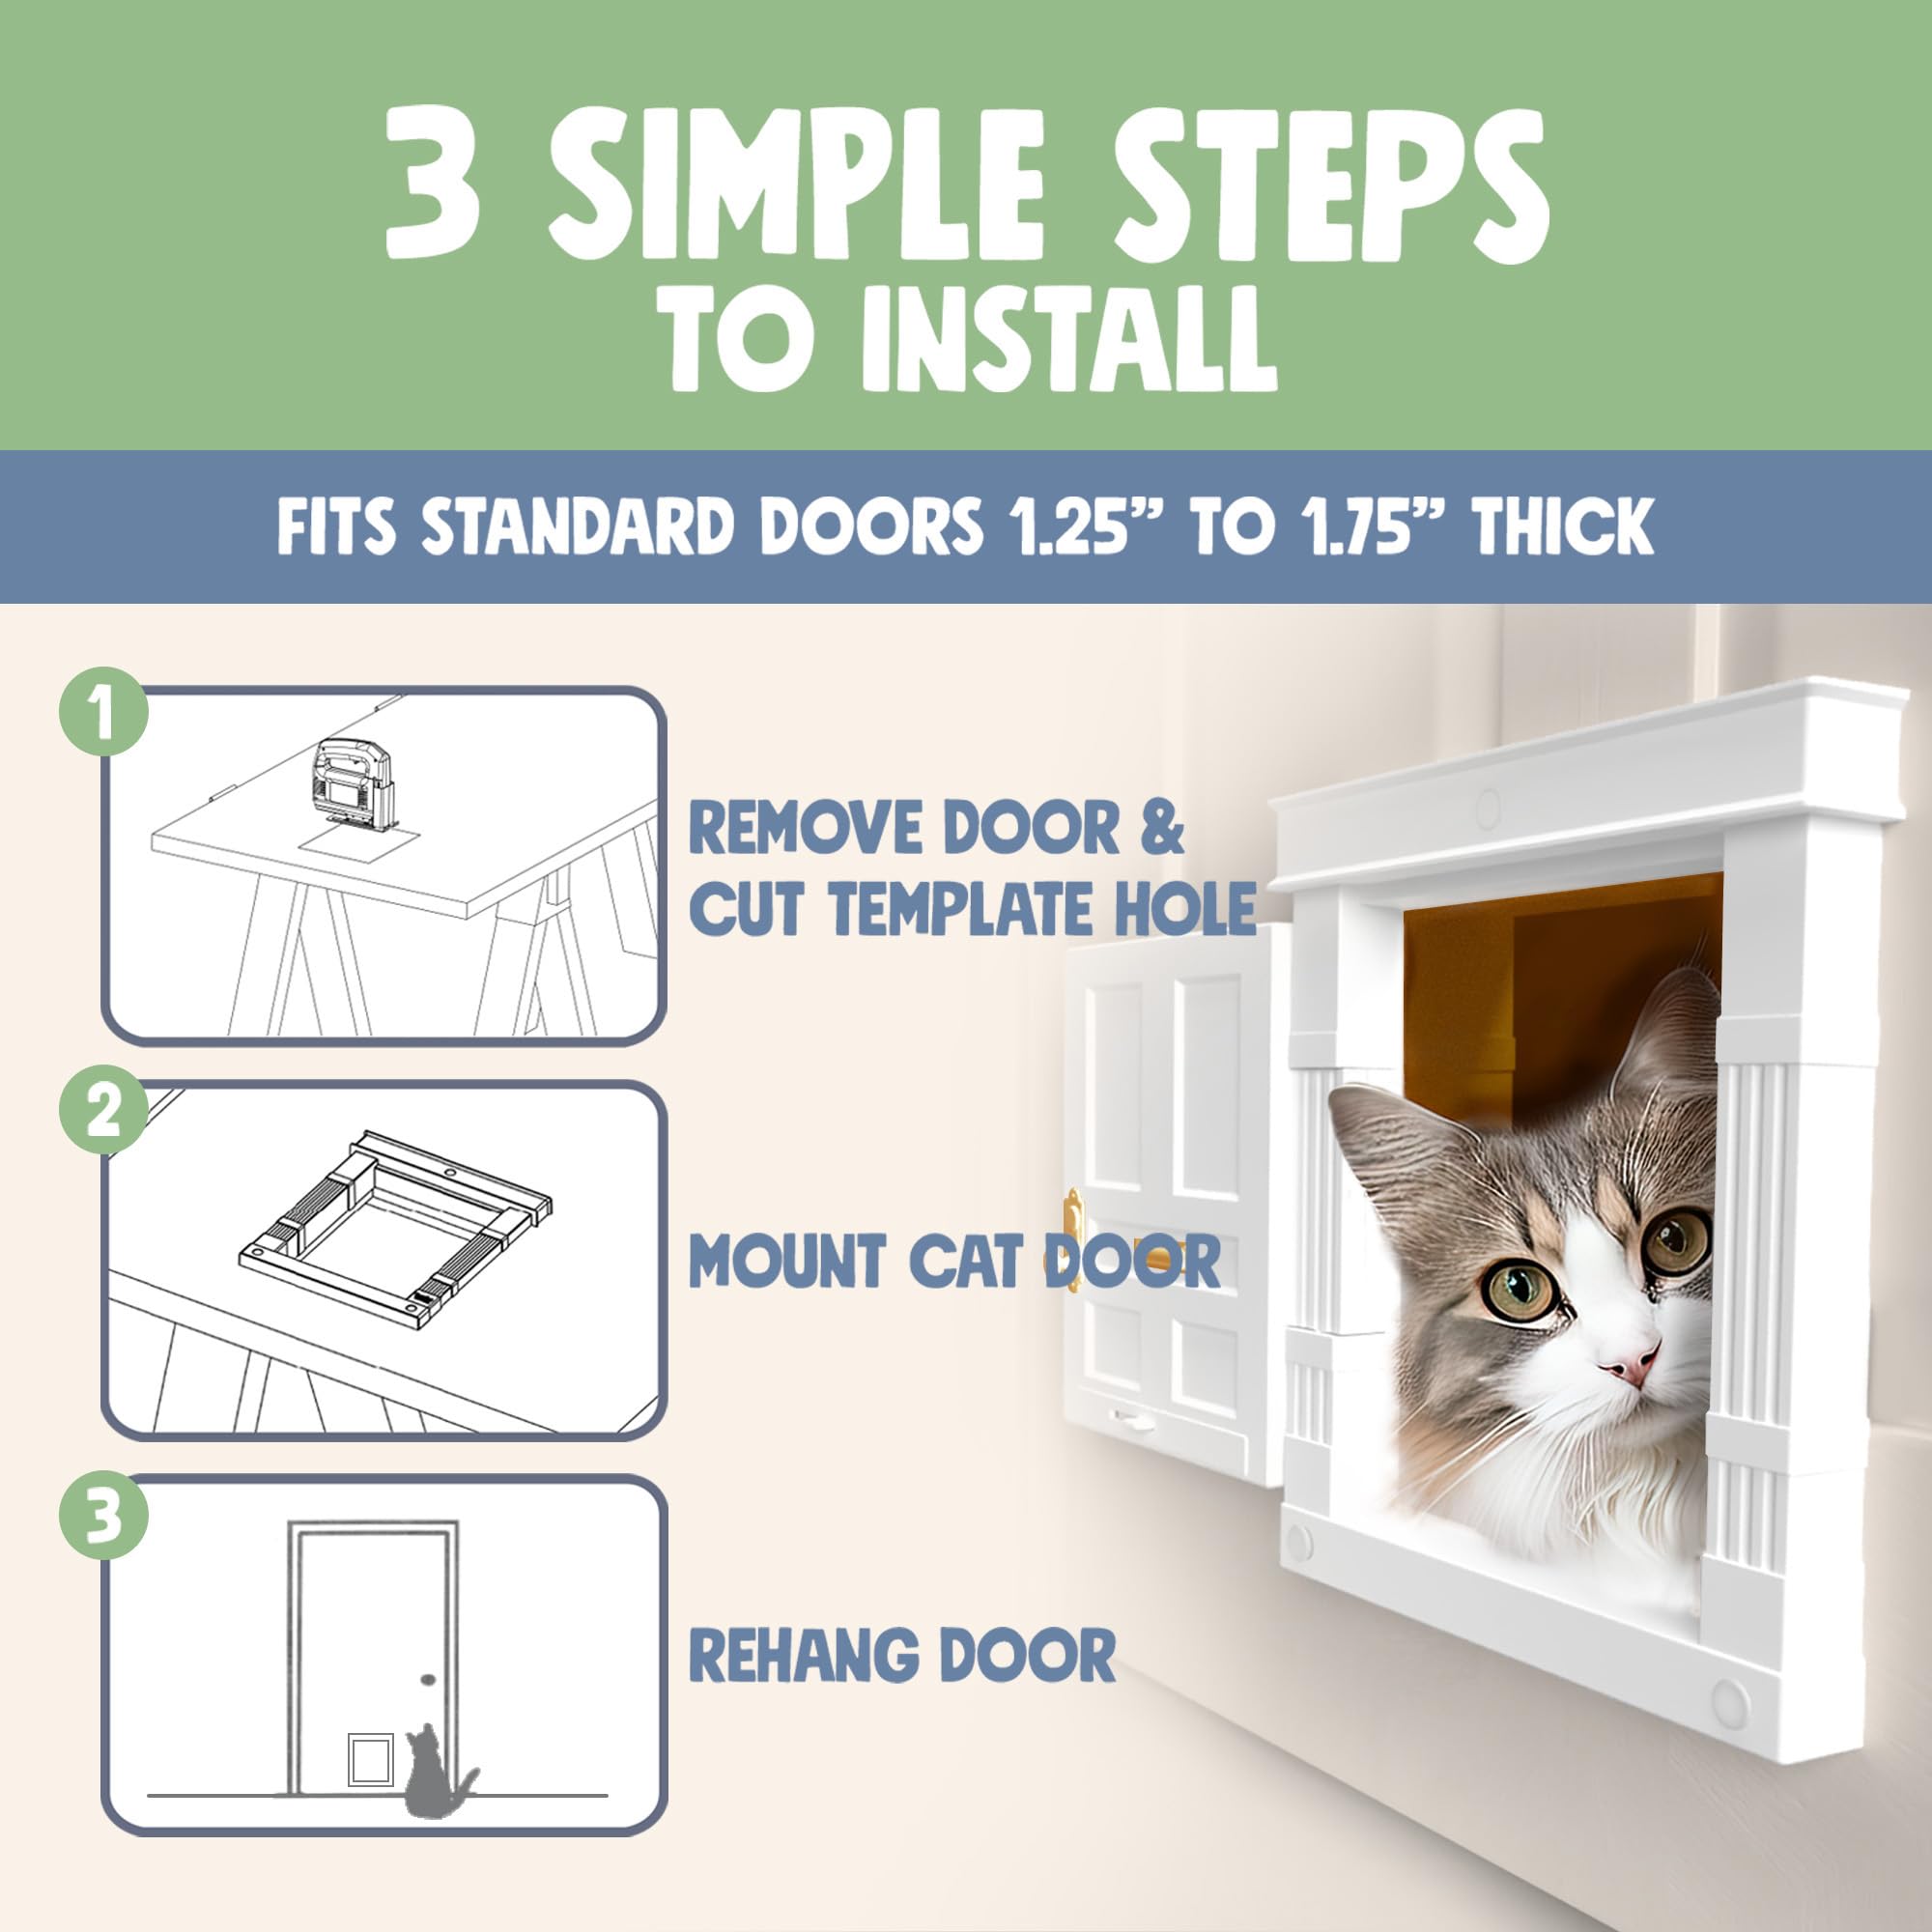 3 SIMPLE STEPS
TO INSTALL
FITS STANDARD DOORS 1.25” TO 1.75” THICK
1
REMOVE DOOR &
CUT TEMPLATE HOLE
2
MOUNT CAT DOOR
3
REHANG DOOR